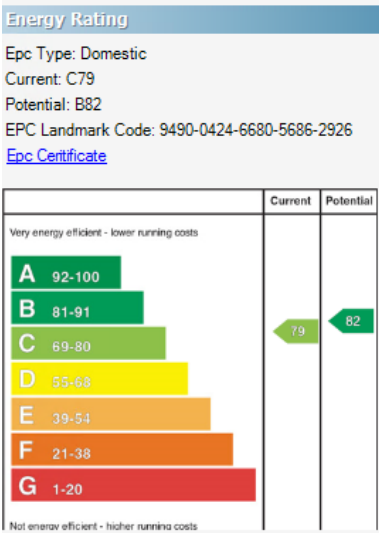 Energy Rating
Epc Type: Domestic
Current: C79
Potential: B82
EPC Landmark Code: 9490-0424-6680-5686-2926
Epc Ceritificate
Current Potential
Very energy efficient - lower running costs
A 92-100
B 81-91
C 69-80
D 55-68
E 39-54
F 21-38
G 1-20
79
82
Not energy efficient - higher running costs